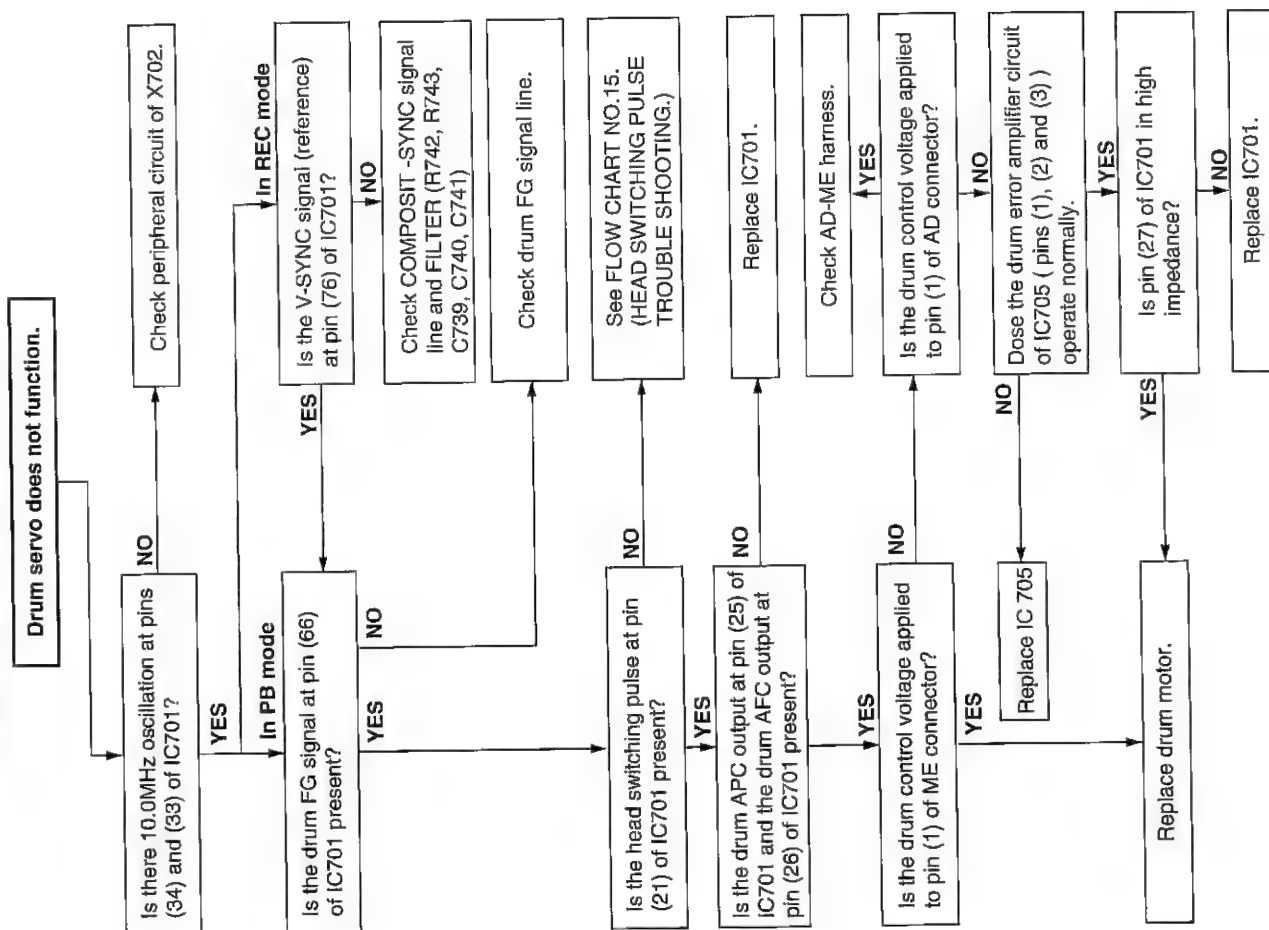 Drum servo does not function.
Is there 10.0MHz oscillation at pins
(34) and (33) of IC701?
NO
Check peripheral circuit of X702.
YES
In PB mode
In REC mode
Is the V-SYNC signal (reference)
at pin (76) of IC701?
YES
NO
Check COMPOSIT -SYNC signal
line and FILTER (R742, R743,
C739, C740, C741)
Is the drum FG signal at pin (66)
of IC701 present?
NO
Check drum FG signal line.
YES
Is the head switching pulse at pin
(21) of IC701 present?
NO
See FLOW CHART NO.15.
(HEAD SWITCHING PULSE
TROUBLE SHOOTING.)
YES
Is the drum APC output at pin (25) of
IC701 and the drum AFC output at
pin (26) of IC701 present?
NO
Replace IC701.
YES
Is the drum control voltage applied
to pin (1) of ME connector?
NO
Is the drum control voltage applied
to pin (1) of AD connector?
YES
Check AD-ME harness.
NO
Dose the drum error amplifier circuit
of IC705 ( pins (1), (2) and (3) )
operate normally.
NO
Replace IC 705
YES
Is pin (27) of IC701 in high
impedance?
YES
NO
Replace IC701.
YES
Replace drum motor.